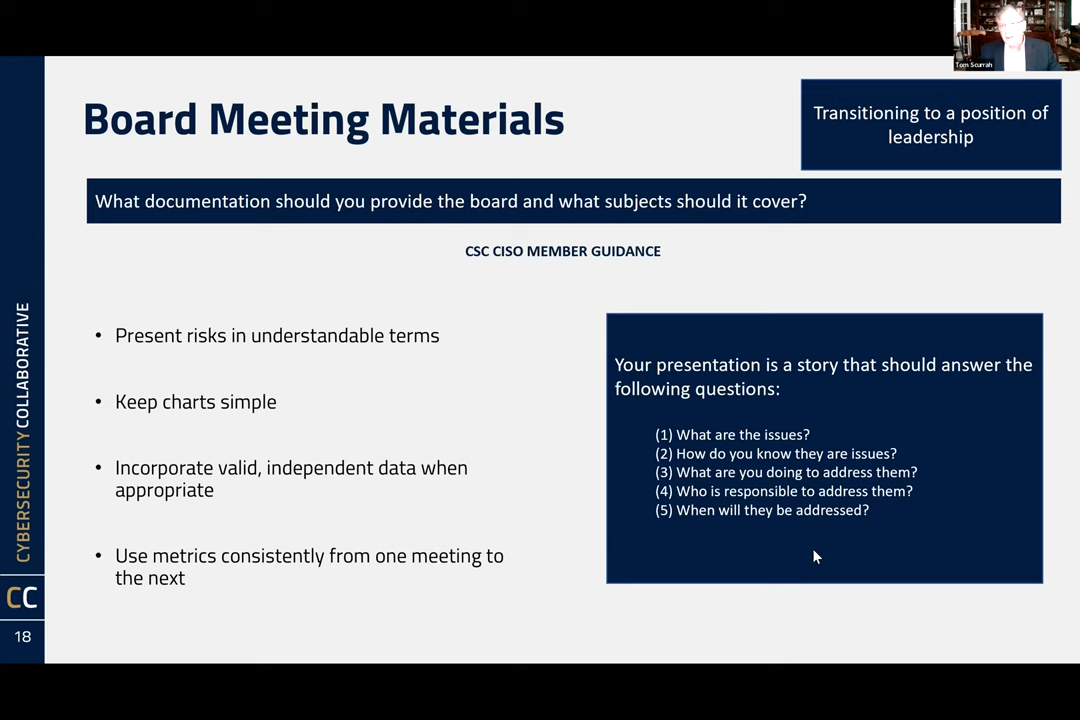 Tom Scurrah
Board Meeting Materials
Transitioning to a position of
leadership
What documentation should you provide the board and what subjects should it cover?
CSC CISO MEMBER GUIDANCE
• Present risks in understandable terms
• Keep charts simple
• Incorporate valid, independent data when
appropriate
• Use metrics consistently from one meeting to
the next
Your presentation is a story that should answer the
following questions:
(1) What are the issues?
(2) How do you know they are issues?
(3) What are you doing to address them?
(4) Who is responsible to address them?
(5) When will they be addressed?
CYBERSECURITY COLLABORATIVE
CC
18